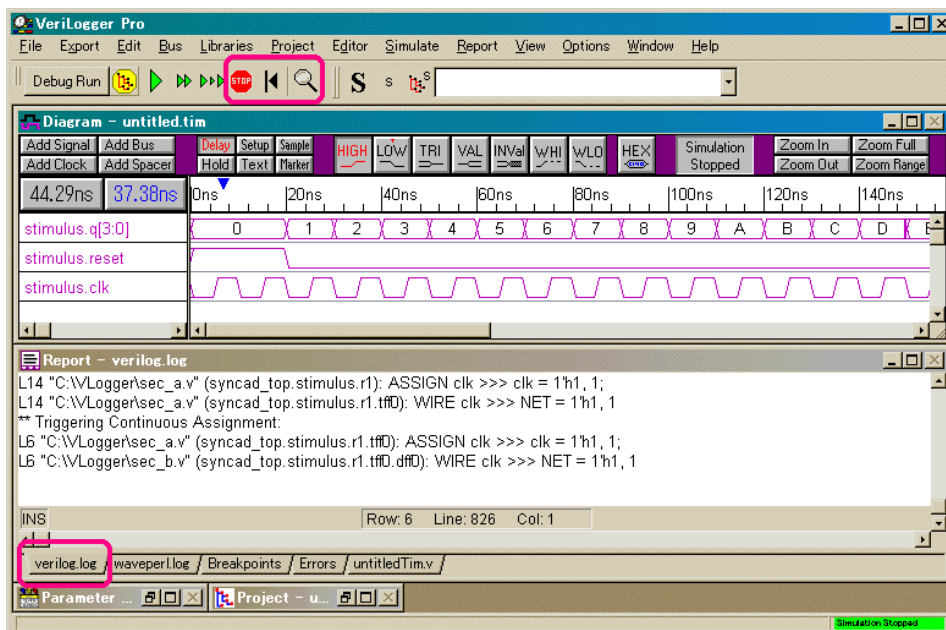 VeriLogger Pro
File Export Edit Bus Libraries Project Editor Simulate Report View Options Window Help
Debug Run STOP S s S
Diagram - untitled.tim
Add Signal Add Bus Delay Setup Sample HIGH LOW TRI VAL INVal WHI WLO HEX Simulation Stopped Zoom In Zoom Full
Add Clock Add Spacer Hold Text Marker Zoom Out Zoom Range
44.29ns 37.38ns 0ns 20ns 40ns 60ns 80ns 100ns 120ns 140ns
stimulus.q[3:0] 0 1 2 3 4 5 6 7 8 9 A B C D E
stimulus.reset
stimulus.clk
Report - verilog.log
L14 "C:\VLogger\sec_a.v" (syncad_top.stimulus.r1): ASSIGN clk >>> clk = 1'h1, 1;
L14 "C:\VLogger\sec_a.v" (syncad_top.stimulus.r1.tff0): WIRE clk >>> NET = 1'h1, 1
** Triggering Continuous Assignment:
L6 "C:\VLogger\sec_a.v" (syncad_top.stimulus.r1.tff0): ASSIGN clk >>> clk = 1'h1, 1;
L6 "C:\VLogger\sec_b.v" (syncad_top.stimulus.r1.tff0.dff0): WIRE clk >>> NET = 1'h1, 1
INS Row: 6 Line: 826 Col: 1
verilog.log waveperl.log Breakpoints Errors untitledTim.v
Parameter ... Project - u...
Simulation Stopped